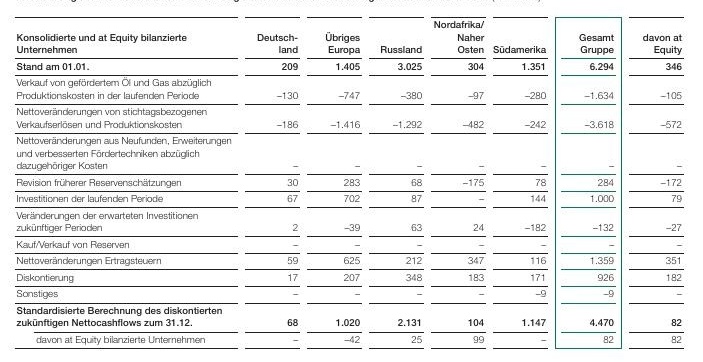 Konsolidierte und at Equity bilanzierte Unternehmen Deutsch-land Übriges Europa Russland Nordafrika/ Naher Osten Südamerika Gesamt Gruppe davon at Equity
Stand am 01.01. 209 1.405 3.025 304 1.351 6.294 346
Verkauf von gefördertem Öl und Gas abzüglich
Produktionskosten in der laufenden Periode –130 –747 –380 –97 –280 –1.634 –105
Nettoveränderungen von stichtagsbezogenen
Verkaufserlösen und Produktionskosten –186 –1.416 –1.292 –482 –242 –3.618 –572
Nettoveränderungen aus Neufunden, Erweiterungen
und verbesserten Fördertechniken abzüglich
dazugehöriger Kosten – – – – – – –
Revision früherer Reservenschätzungen 30 283 68 –175 78 284 –172
Investitionen der laufenden Periode 67 702 87 – 144 1.000 79
Veränderungen der erwarteten Investitionen
zukünftiger Perioden 2 –39 63 24 –182 –132 –27
Kauf/Verkauf von Reserven – – – – – – –
Nettoveränderungen Ertragsteuern 59 625 212 347 116 1.359 351
Diskontierung 17 207 348 183 171 926 182
Sonstiges – – – – –9 –9 –
Standardisierte Berechnung des diskontierten
zukünftigen Nettocashflows zum 31.12. 68 1.020 2.131 104 1.147 4.470 82
davon at Equity bilanzierte Unternehmen – –42 25 99 – 82 82